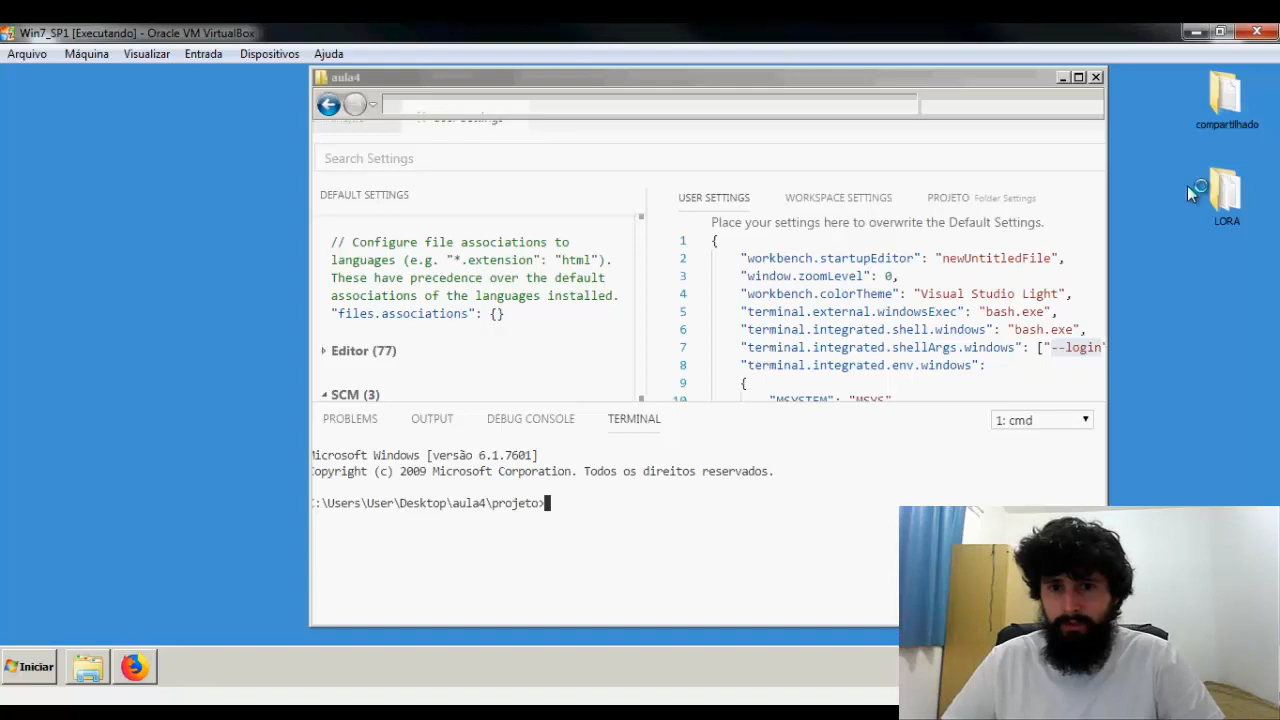 Win7_SP1 [Executando] - Oracle VM VirtualBox
Arquivo Máquina Visualizar Entrada Dispositivos Ajuda
aula4
Search Settings
DEFAULT SETTINGS
// Configure file associations to
languages (e.g. "*.extension": "html").
These have precedence over the default
associations of the languages installed.
"files.associations": {}
Editor (77)
SCM (3)
USER SETTINGS WORKSPACE SETTINGS PROJETO Folder Settings
Place your settings here to overwrite the Default Settings.
1 {
2 "workbench.startupEditor": "newUntitledFile",
3 "window.zoomLevel": 0,
4 "workbench.colorTheme": "Visual Studio Light",
5 "terminal.external.windowsExec": "bash.exe",
6 "terminal.integrated.shell.windows": "bash.exe",
7 "terminal.integrated.shellArgs.windows": ["--login"
8 "terminal.integrated.env.windows":
9 {
10 "MSYSTEM": "MSYS"
PROBLEMS OUTPUT DEBUG CONSOLE TERMINAL 1: cmd
Microsoft Windows [versão 6.1.7601]
Copyright (c) 2009 Microsoft Corporation. Todos os direitos reservados.
:\Users\User\Desktop\aula4\projeto>
compartilhado
LORA
Iniciar